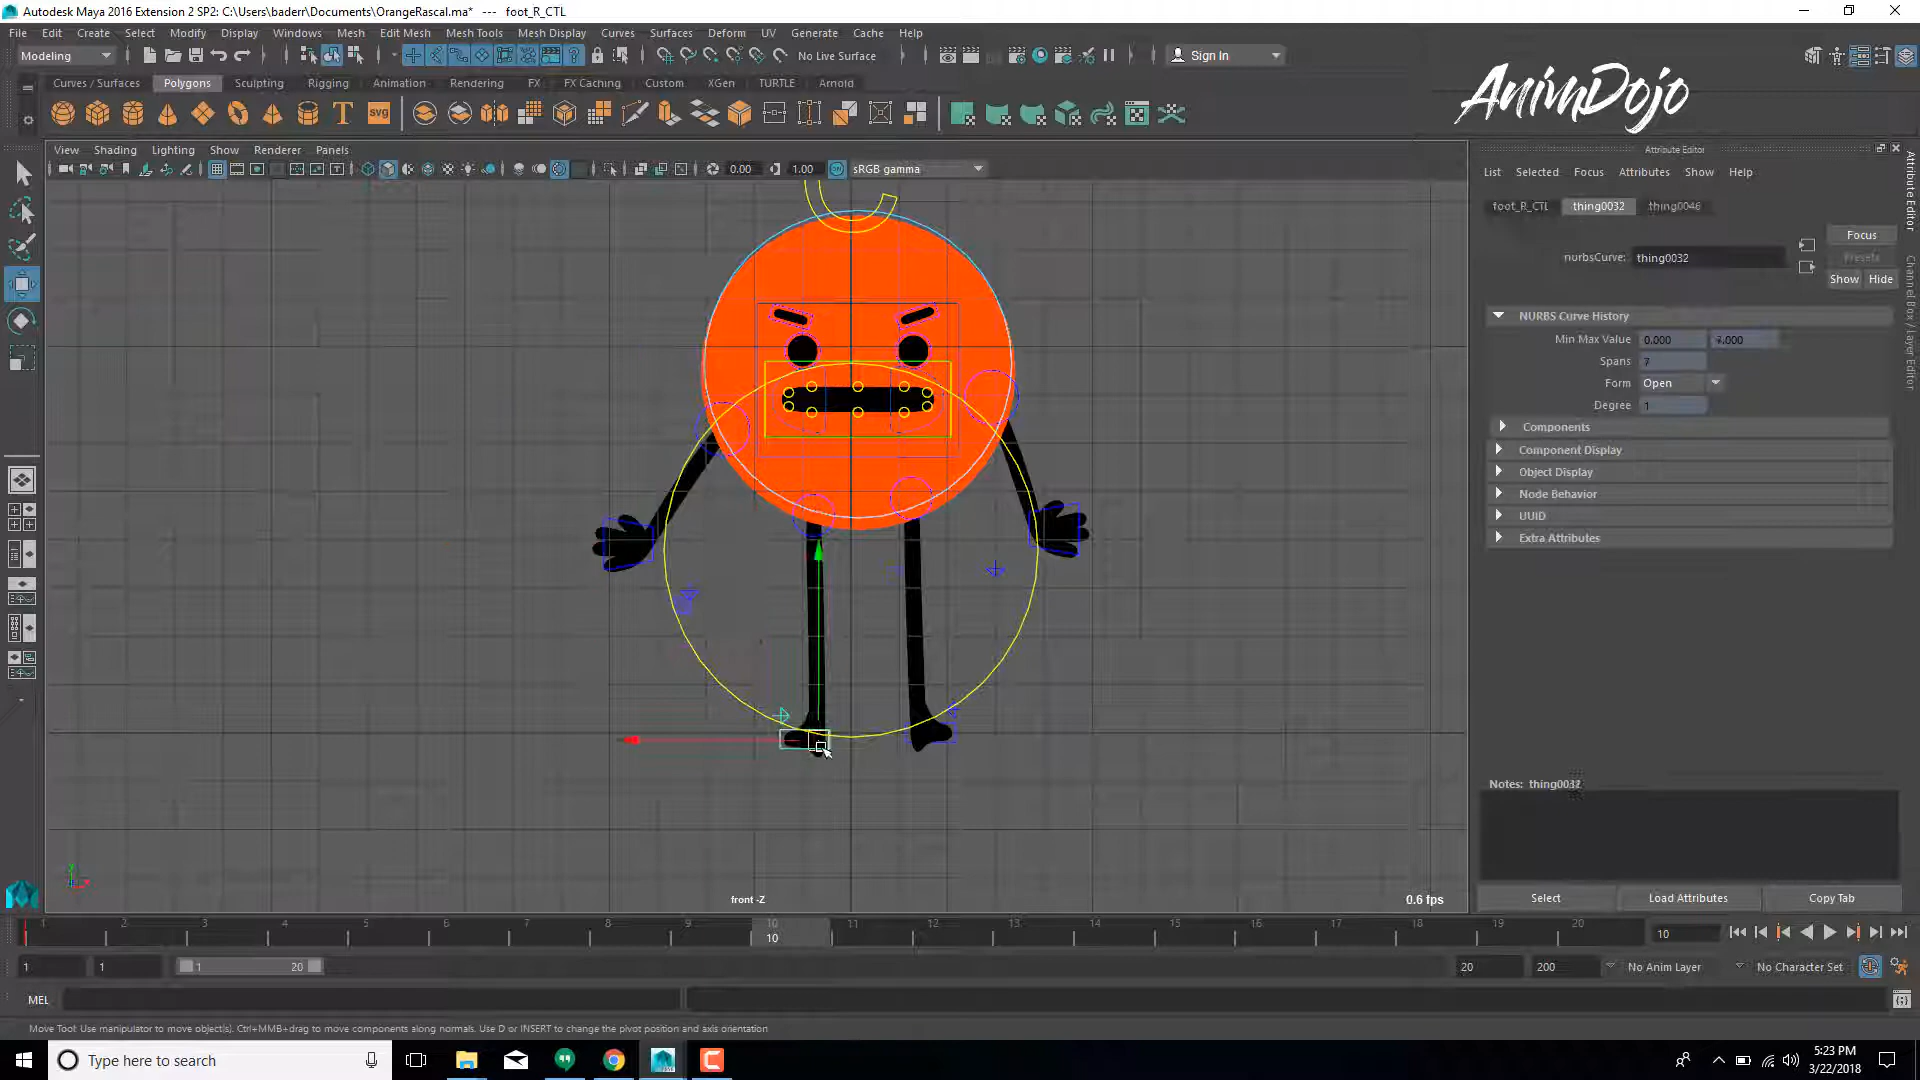 Autodesk Maya 2016 Extension 2 SP2: C:\Users\baderr\Documents\OrangeRascal.ma* --- foot_R_CTL
File Edit Create Select Modify Display Windows Mesh Edit Mesh Mesh Tools Mesh Display Curves Surfaces Deform UV Generate Cache Help
Modeling No Live Surface Sign In
Curves / Surfaces Polygons Sculpting Rigging Animation Rendering FX FX Caching Custom XGen TURTLE Arnold
T svg
AnimDojo
View Shading Lighting Show Renderer Panels
0.00 1.00 sRGB gamma
front -Z
0.6 fps
Attribute Editor
List Selected Focus Attributes Show Help
foot_R_CTL thing0032 thing0046
Focus
nurbsCurve: thing0032
Presets
Show Hide
NURBS Curve History
Min Max Value 0.000 7.000
Spans 7
Form Open
Degree 1
Components
Component Display
Object Display
Node Behavior
UUID
Extra Attributes
Notes: thing0032
Select Load Attributes Copy Tab
Attribute Editor
Channel Box / Layer Editor
1 2 3 4 5 6 7 8 9 10 11 12 13 14 15 16 17 18 19 20
10 10
1 1 1 20 20 200 No Anim Layer No Character Set
MEL
Move Tool: Use manipulator to move object(s). Ctrl+MMB+drag to move components along normals. Use D or INSERT to change the pivot position and axis orientation
Type here to search
5:23 PM
3/22/2018